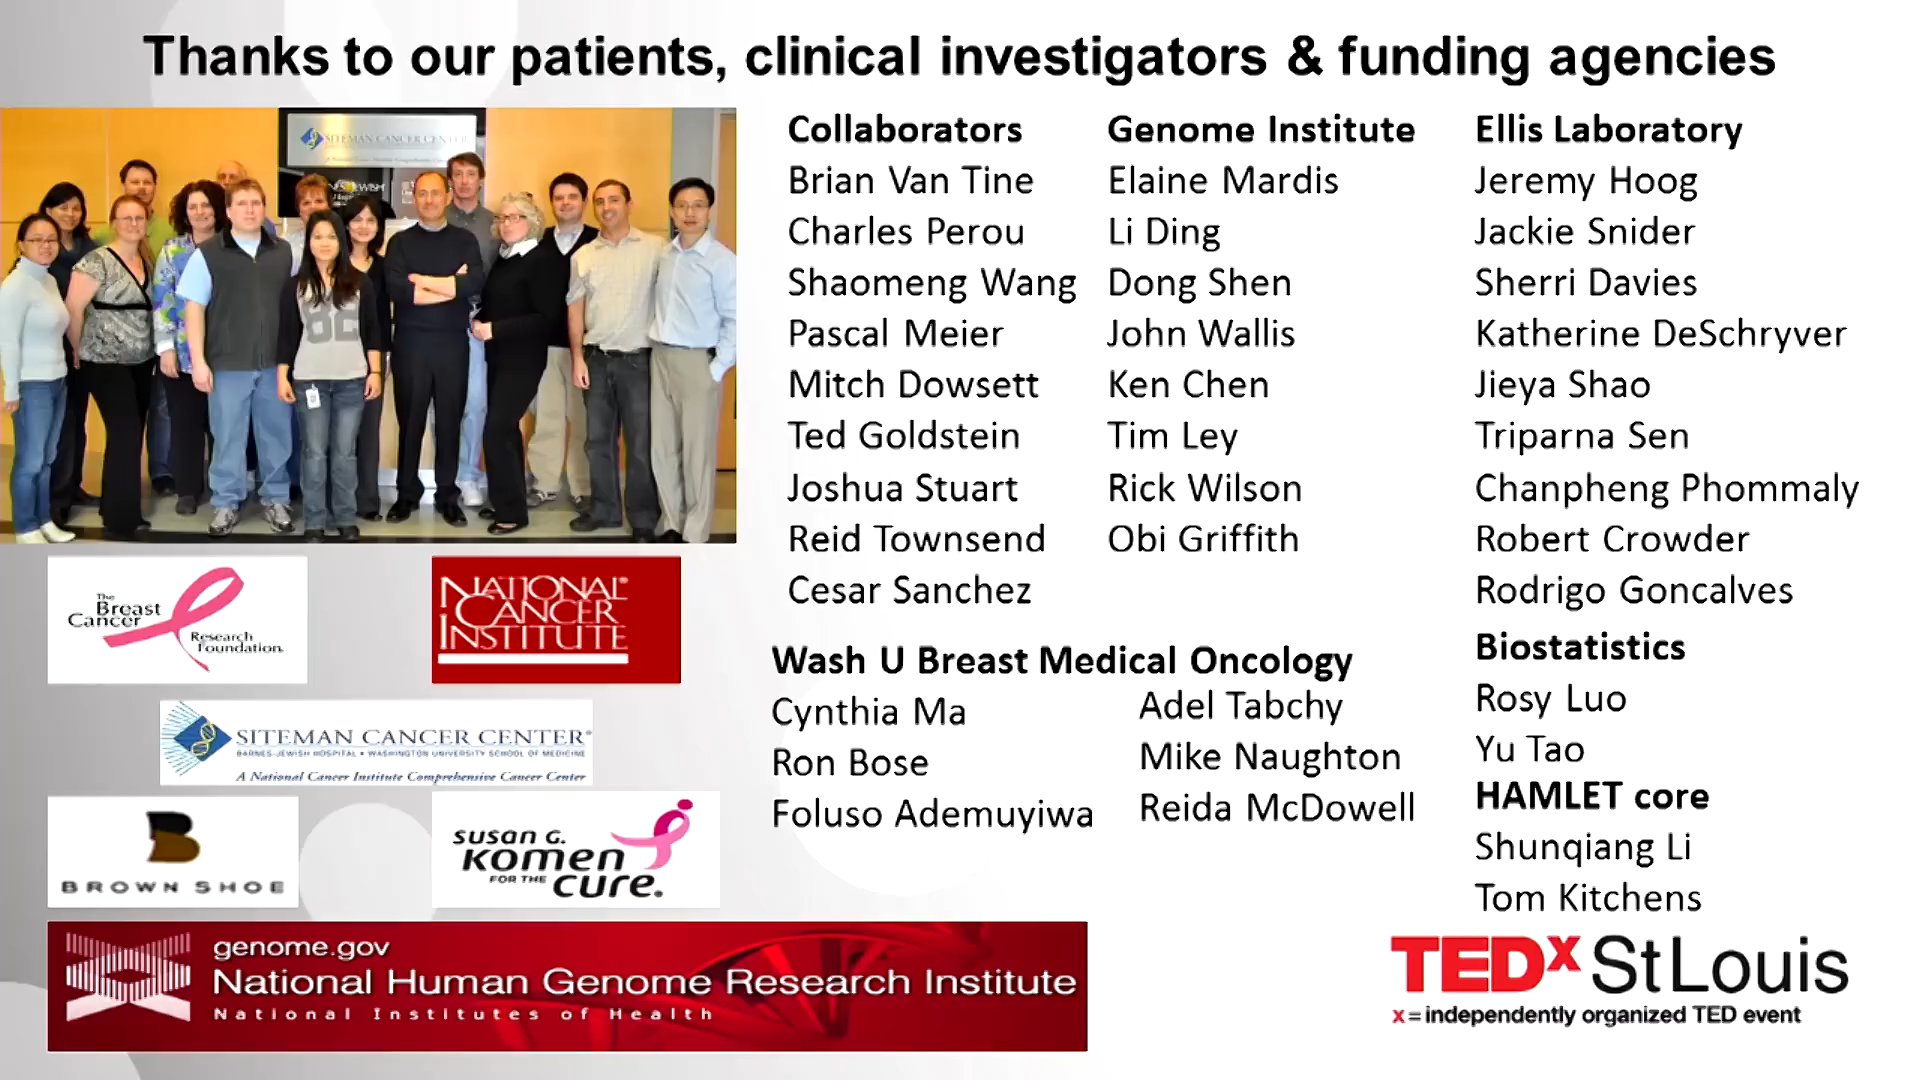 Thanks to our patients, clinical investigators & funding agencies
SITEMAN CANCER CENTER
Collaborators
Brian Van Tine
Charles Perou
Shaomeng Wang
Pascal Meier
Mitch Dowsett
Ted Goldstein
Joshua Stuart
Reid Townsend
Cesar Sanchez
Genome Institute
Elaine Mardis
Li Ding
Dong Shen
John Wallis
Ken Chen
Tim Ley
Rick Wilson
Obi Griffith
Ellis Laboratory
Jeremy Hoog
Jackie Snider
Sherri Davies
Katherine DeSchryver
Jieya Shao
Triparna Sen
Chanpheng Phommaly
Robert Crowder
Rodrigo Goncalves
Wash U Breast Medical Oncology
Cynthia Ma
Ron Bose
Foluso Ademuyiwa
Adel Tabchy
Mike Naughton
Reida McDowell
Biostatistics
Rosy Luo
Yu Tao
HAMLET core
Shunqiang Li
Tom Kitchens
82
The
Breast
Cancer
Research
Foundation
NATIONAL®
CANCER
INSTITUTE
SITEMAN CANCER CENTER®
BARNES-JEWISH HOSPITAL • WASHINGTON UNIVERSITY SCHOOL OF MEDICINE
A National Cancer Institute Comprehensive Cancer Center
B
BROWN SHOE
susan G.
komen
FOR THE
cure.
genome.gov
National Human Genome Research Institute
National Institutes of Health
TEDx StLouis
x = independently organized TED event